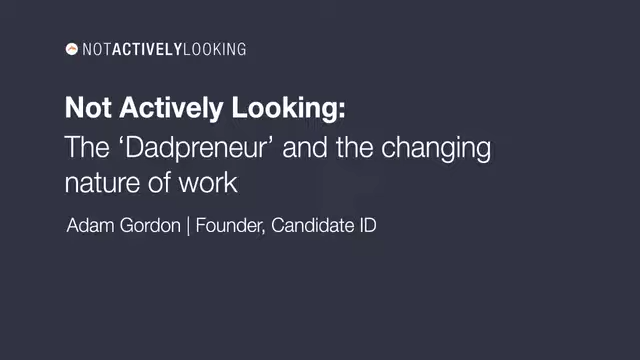 NOTACTIVELYLOOKING
Not Actively Looking:
The ‘Dadpreneur’ and the changing
nature of work
Adam Gordon | Founder, Candidate ID